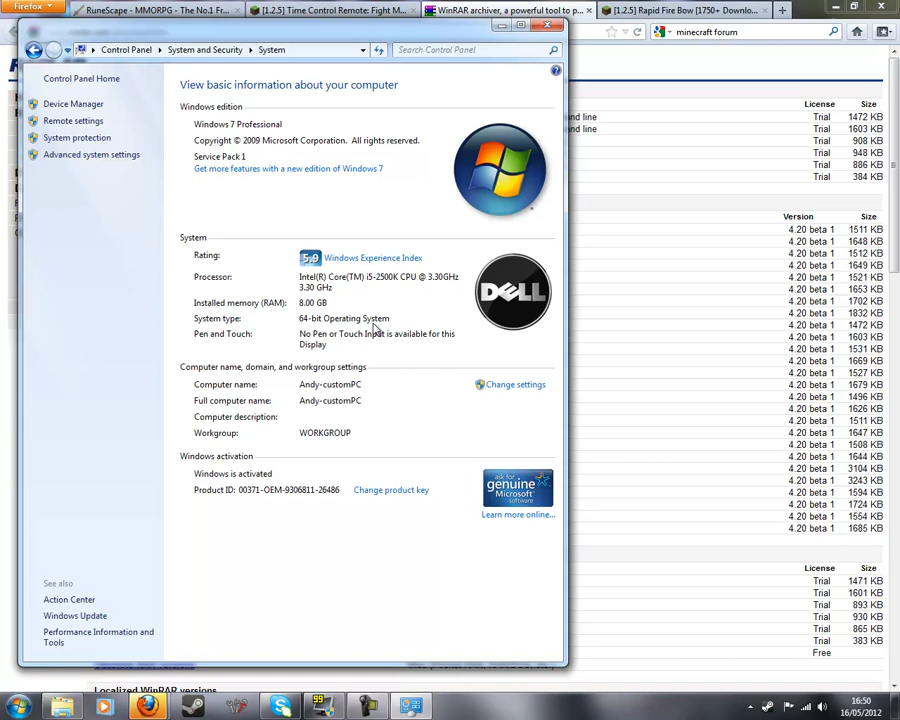 Firefox
RuneScape - MMORPG - The No.1 Fr...
[1.2.5] Time Control Remote: Fight M...
WinRAR archiver, a powerful tool to p...
[1.2.5] Rapid Fire Bow [1750+ Downlo...
minecraft forum
Control Panel
System and Security
System
Search Control Panel
Control Panel Home
Device Manager
Remote settings
System protection
Advanced system settings
View basic information about your computer
Windows edition
Windows 7 Professional
Copyright © 2009 Microsoft Corporation. All rights reserved.
Service Pack 1
Get more features with a new edition of Windows 7
System
Rating:
5.9 Windows Experience Index
Processor:
Intel(R) Core(TM) i5-2500K CPU @ 3.30GHz
3.30 GHz
Installed memory (RAM):
8.00 GB
System type:
64-bit Operating System
Pen and Touch:
No Pen or Touch Input is available for this
Display
DELL
Computer name, domain, and workgroup settings
Computer name:
Andy-customPC
Change settings
Full computer name:
Andy-customPC
Computer description:
Workgroup:
WORKGROUP
Windows activation
Windows is activated
Product ID: 00371-OEM-9306811-26486
Change product key
ask for
genuine
Microsoft
software
Learn more online...
See also
Action Center
Windows Update
Performance Information and
Tools
License Size
and line Trial 1472 KB
and line Trial 1603 KB
Trial 908 KB
Trial 948 KB
Trial 886 KB
Trial 384 KB
Version Size
4.20 beta 1 1511 KB
4.20 beta 1 1648 KB
4.20 beta 1 1512 KB
4.20 beta 1 1649 KB
4.20 beta 1 1521 KB
4.20 beta 1 1653 KB
4.20 beta 1 1702 KB
4.20 beta 1 1832 KB
4.20 beta 1 1472 KB
4.20 beta 1 1603 KB
4.20 beta 1 1531 KB
4.20 beta 1 1669 KB
4.20 beta 1 1527 KB
4.20 beta 1 1679 KB
4.20 beta 1 1496 KB
4.20 beta 1 1626 KB
4.20 beta 1 1511 KB
4.20 beta 1 1647 KB
4.20 beta 1 1508 KB
4.20 beta 1 1644 KB
4.20 beta 1 3104 KB
4.20 beta 1 3243 KB
4.20 beta 1 1594 KB
4.20 beta 1 1724 KB
4.20 beta 1 1554 KB
4.20 beta 1 1685 KB
License Size
Trial 1471 KB
Trial 1601 KB
Trial 893 KB
Trial 930 KB
Trial 865 KB
Trial 383 KB
Free
Localized WinRAR versions
99
16:50
16/05/2012